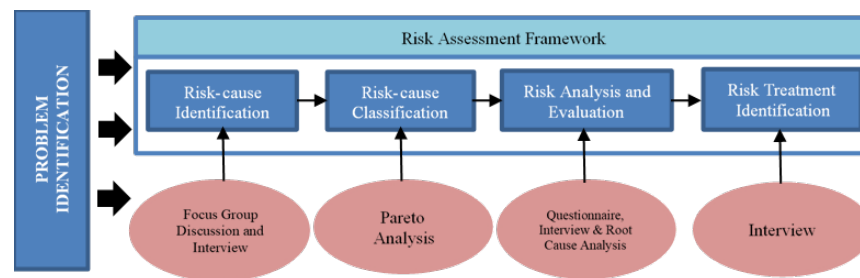 PROBLEM
IDENTIFICATION
Risk Assessment Framework
Risk-cause
Identification
Risk-cause
Classification
Risk Analysis and
Evaluation
Risk Treatment
Identification
Focus Group
Discussion and
Interview
Pareto
Analysis
Questionnaire,
Interview & Root
Cause Analysis
Interview